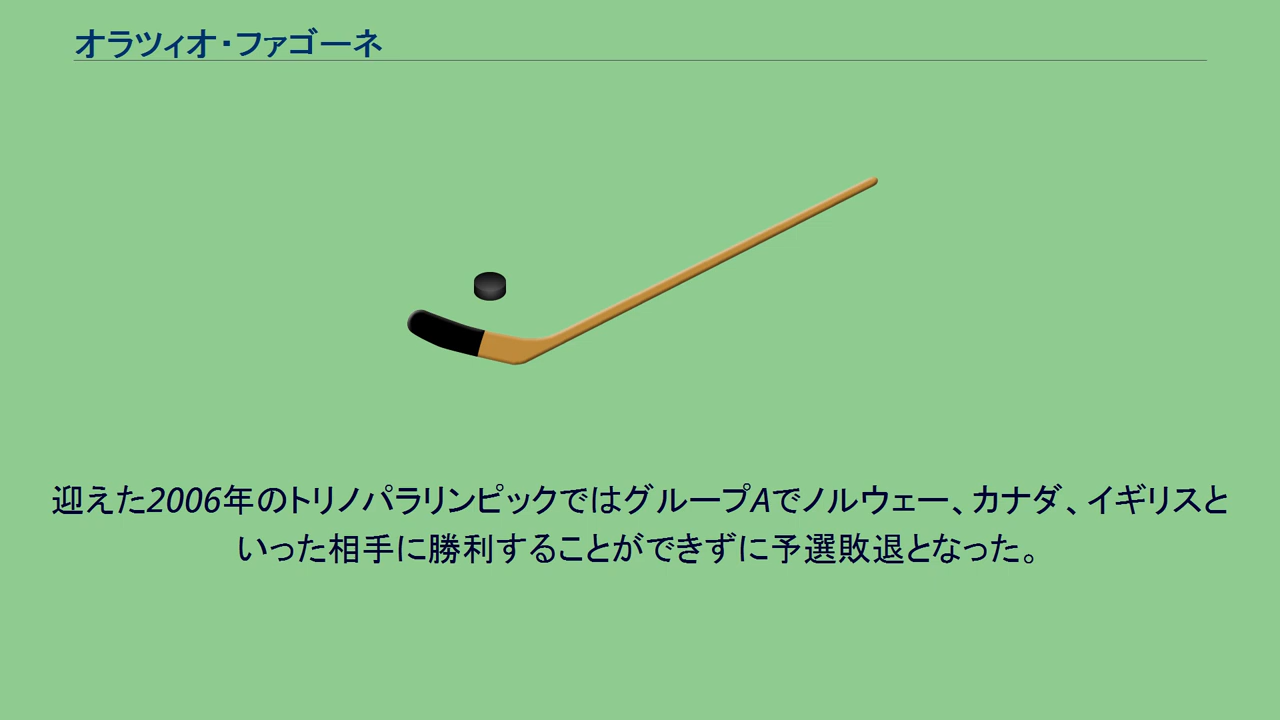 オラツィオ・ファゴーネ
迎えた2006年のトリノパラリンピックではグループAでノルウェー、カナダ、イギリスと
いった相手に勝利することができずに予選敗退となった。